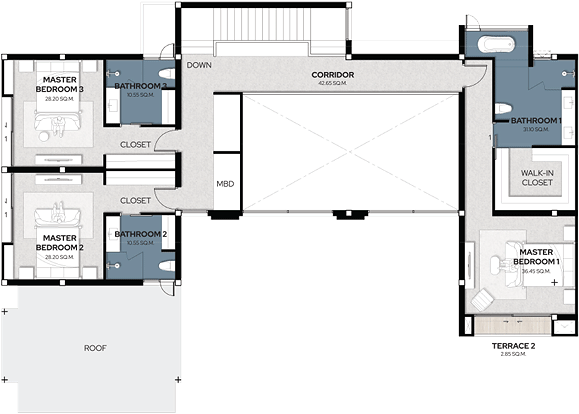 DOWN
CORRIDOR
42.65 SQ.M.
MASTER
BEDROOM 3
28.20 SQ.M.
BATHROOM 3
10.55 SQ.M.
CLOSET
BATHROOM 1
31.10 SQ.M.
WALK-IN
CLOSET
MBD
CLOSET
MASTER
BEDROOM 2
28.20 SQ.M.
BATHROOM 2
10.55 SQ.M.
MASTER
BEDROOM 1
36.45 SQ.M.
ROOF
TERRACE 2
2.85 SQ.M.